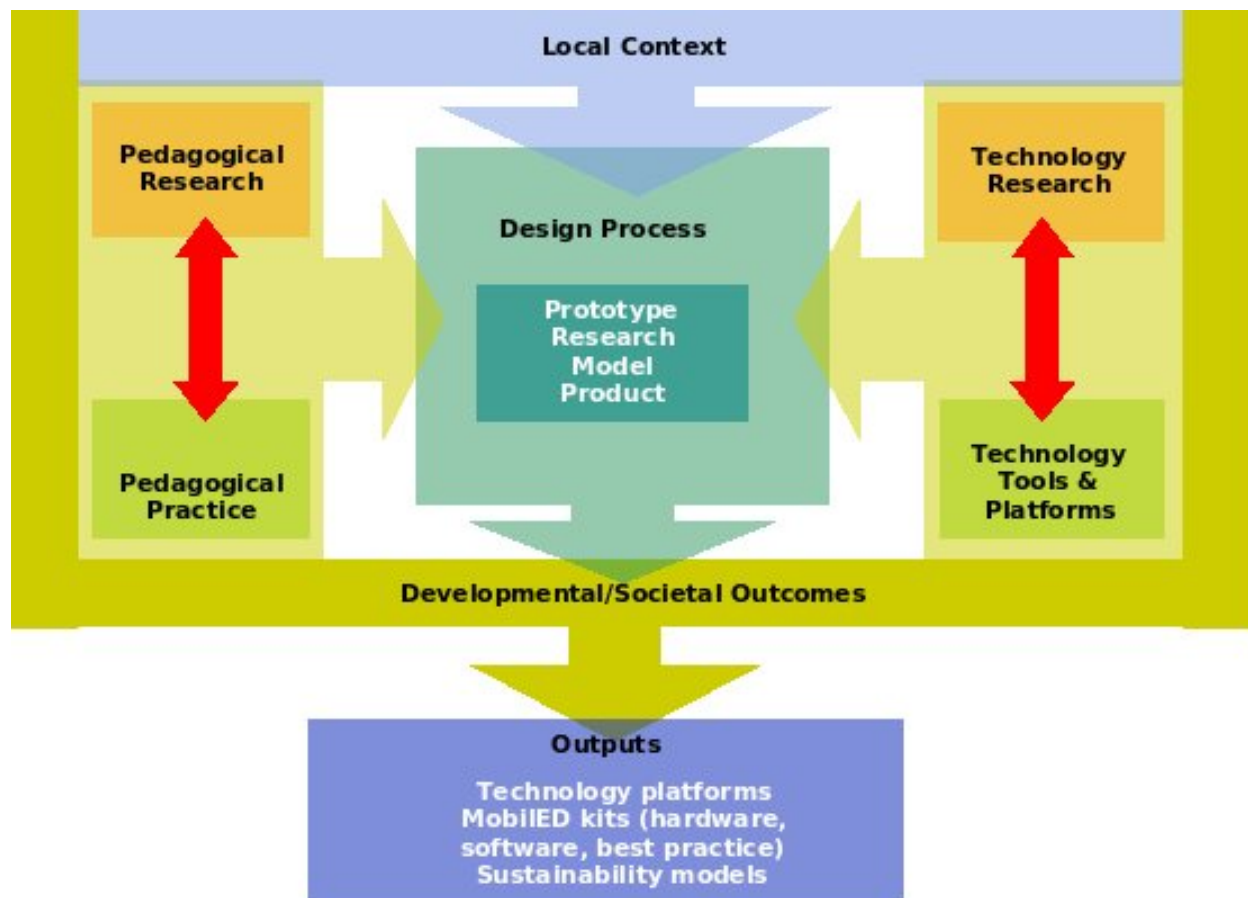 Local Context
Pedagogical
Research
Technology
Research
Design Process
Prototype
Research
Model
Product
Pedagogical
Practice
Technology
Tools &
Platforms
Developmental/Societal Outcomes
Outputs
Technology platforms
MobilED kits (hardware,
software, best practice)
Sustainability models